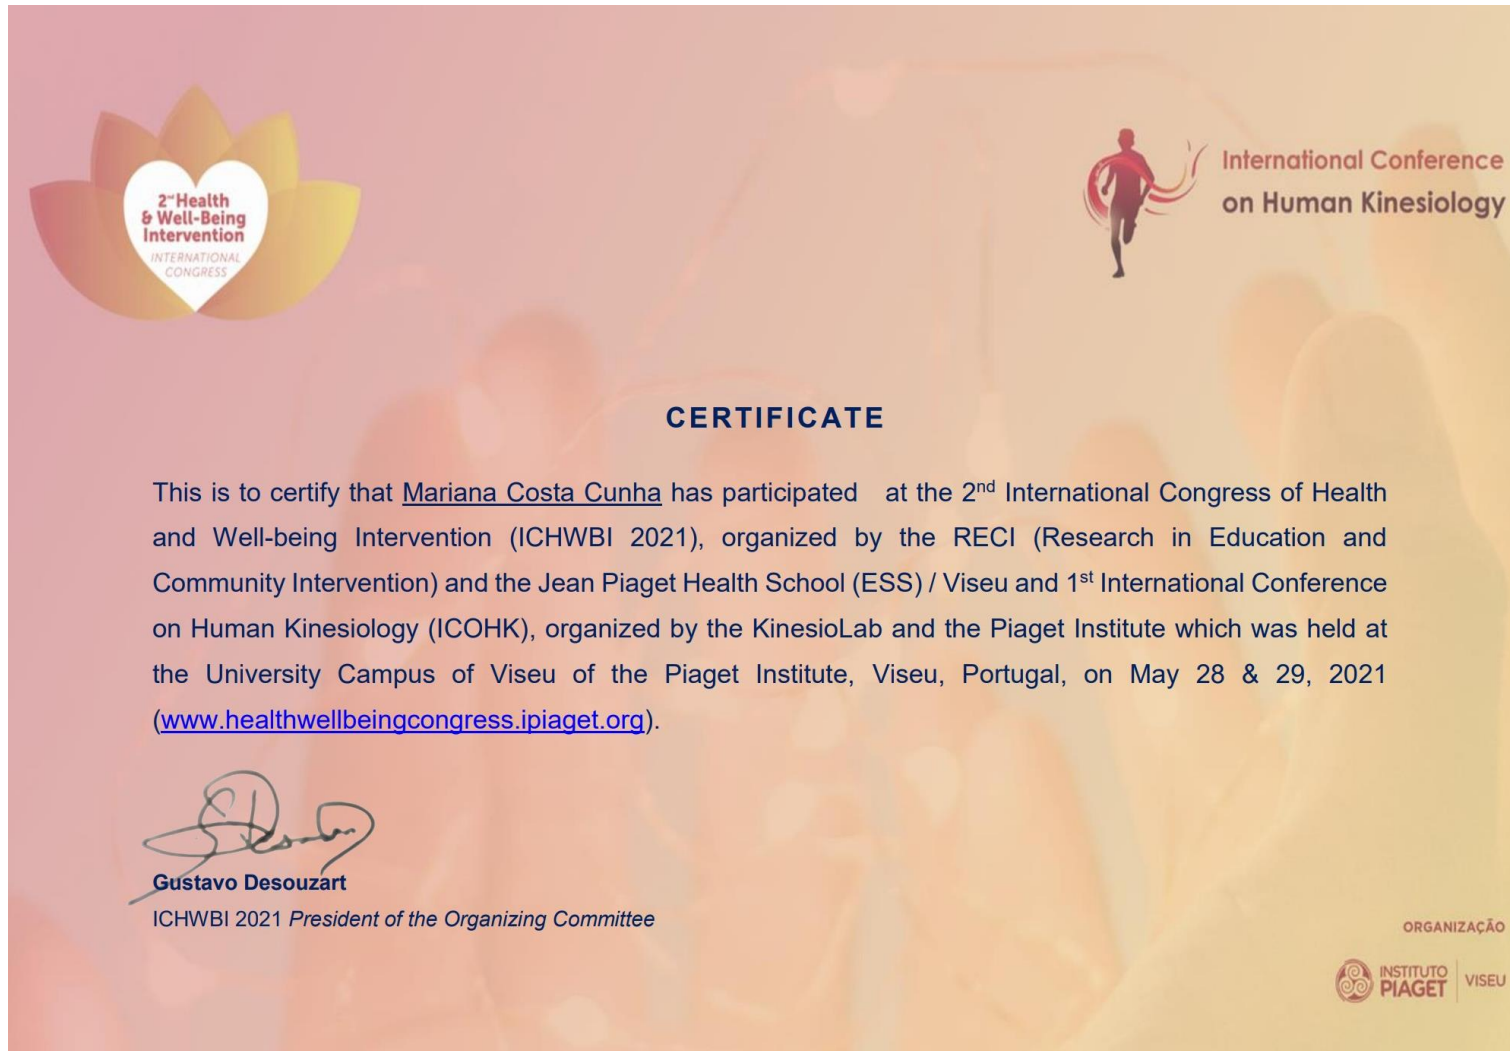 2nd Health
& Well-Being
Intervention
INTERNATIONAL
CONGRESS
International Conference
on Human Kinesiology
CERTIFICATE
This is to certify that Mariana Costa Cunha has participated at the 2nd International Congress of Health
and Well-being Intervention (ICHWBI 2021), organized by the RECI (Research in Education and
Community Intervention) and the Jean Piaget Health School (ESS) / Viseu and 1st International Conference
on Human Kinesiology (ICOHK), organized by the KinesioLab and the Piaget Institute which was held at
the University Campus of Viseu of the Piaget Institute, Viseu, Portugal, on May 28 & 29, 2021
(www.healthwellbeingcongress.ipiaget.org).
Gustavo Desouzart
ICHWBI 2021 President of the Organizing Committee
ORGANIZAÇÃO
INSTITUTO
PIAGET
VISEU